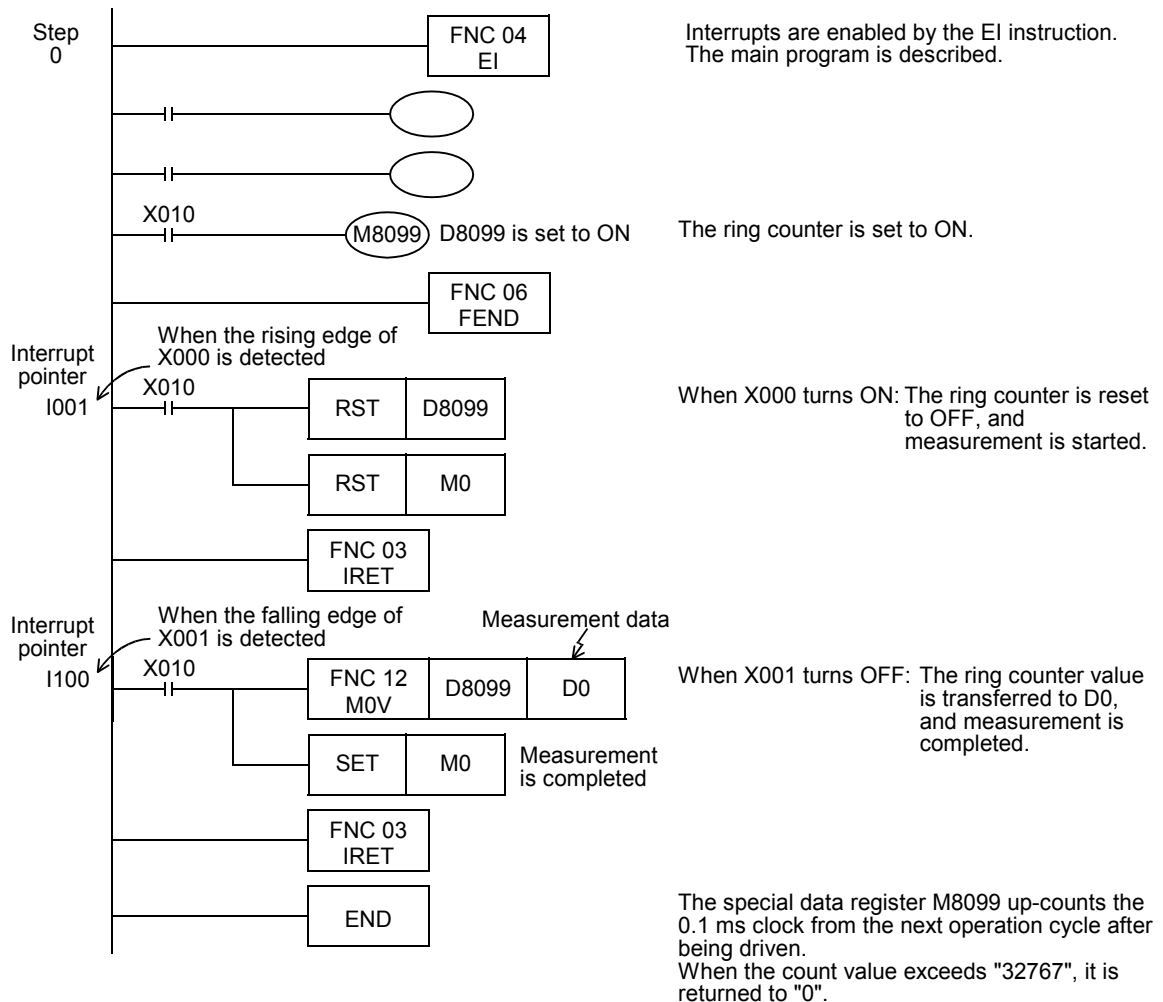 Step
0
FNC 04
EI
Interrupts are enabled by the EI instruction.
The main program is described.
X010
M8099
D8099 is set to ON
The ring counter is set to ON.
FNC 06
FEND
When the rising edge of
X000 is detected
Interrupt
pointer
I001
X010
RST
D8099
When X000 turns ON: The ring counter is reset
to OFF, and
measurement is started.
RST
M0
FNC 03
IRET
When the falling edge of
X001 is detected
Measurement data
Interrupt
pointer
I100
X010
FNC 12
M0V
D8099
D0
When X001 turns OFF: The ring counter value
is transferred to D0,
and measurement is
completed.
SET
M0
Measurement
is completed
FNC 03
IRET
END
The special data register M8099 up-counts the
0.1 ms clock from the next operation cycle after
being driven.
When the count value exceeds "32767", it is
returned to "0".